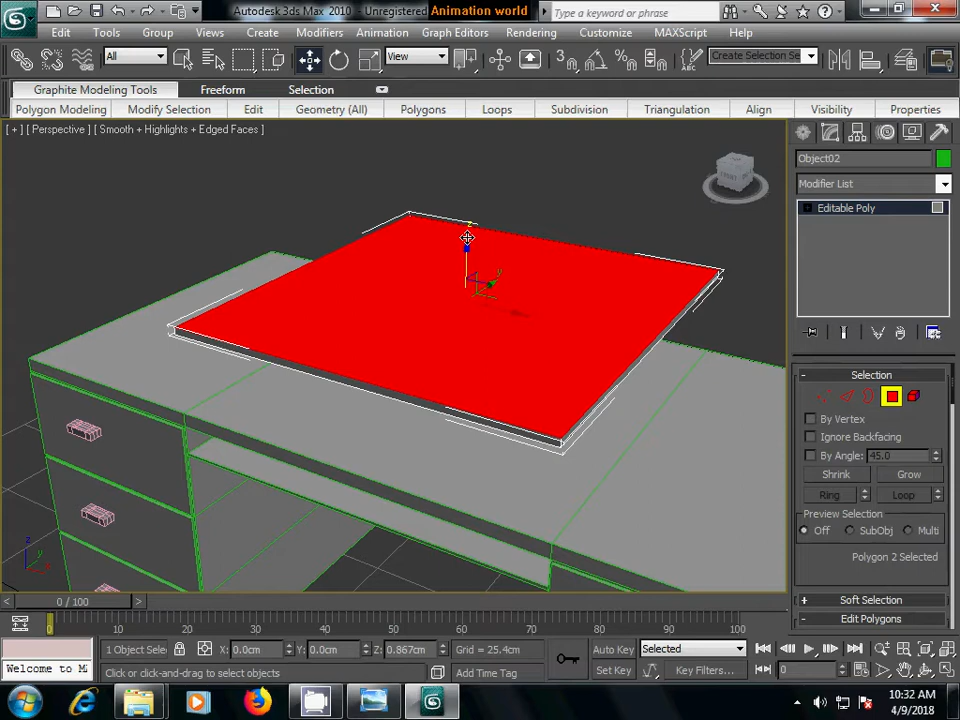 Autodesk 3ds Max 2010 - Unregistered Animation world
Type a keyword or phrase
Edit Tools Group Views Create Modifiers Animation Graph Editors Rendering Customize MAXScript Help
All View Create Selection Se
Graphite Modeling Tools Freeform Selection
Polygon Modeling Modify Selection Edit Geometry (All) Polygons Loops Subdivision Triangulation Align Visibility Properties
[ + ] [ Perspective ] [ Smooth + Highlights + Edged Faces ]
Object02
Modifier List
Editable Poly
z
y
FRONT
Selection
By Vertex
Ignore Backfacing
By Angle: 45.0
Shrink Grow
Ring Loop
Preview Selection
Off SubObj Multi
Polygon 2 Selected
Soft Selection
Edit Polygons
z
y
x
0 / 100
0 10 20 30 40 50 60 70 80 90 100
1 Object Selec X: 0.0cm Y: 0.0cm Z: 0.867cm Grid = 25.4cm Auto Key Selected
Welcome to M Click or click-and-drag to select objects Add Time Tag Set Key Key Filters... 0
10:32 AM
4/9/2018